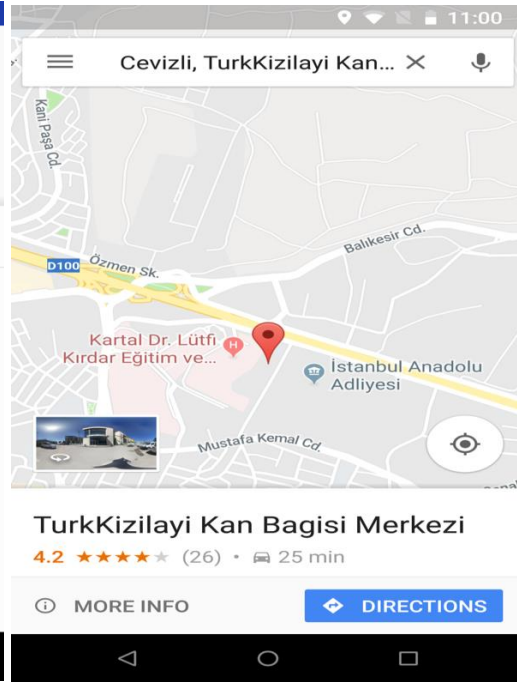 11:00
Cevizli, TurkKizilayi Kan...
Kani Paşa Cd.
Balıkesir Cd.
D100
Özmen Sk.
Kartal Dr. Lütfi
Kırdar Eğitim ve...
H
İstanbul Anadolu
Adliyesi
Mustafa Kemal Cd.
TurkKizilayi Kan Bagisi Merkezi
4.2 ★★★★★ (26) • 25 min
MORE INFO
DIRECTIONS